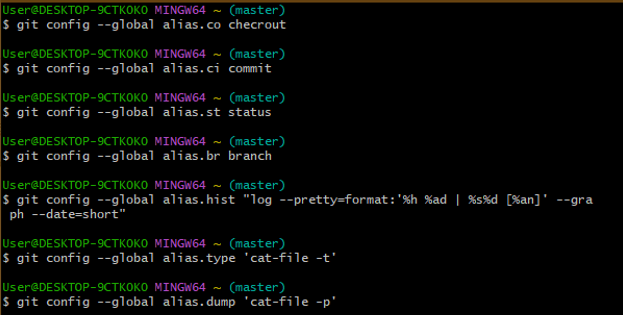 User@DESKTOP-9CTKOKO MINGW64 ~ (master)
$ git config --global alias.co checrout
User@DESKTOP-9CTKOKO MINGW64 ~ (master)
$ git config --global alias.ci commit
User@DESKTOP-9CTKOKO MINGW64 ~ (master)
$ git config --global alias.st status
User@DESKTOP-9CTKOKO MINGW64 ~ (master)
$ git config --global alias.br branch
User@DESKTOP-9CTKOKO MINGW64 ~ (master)
$ git config --global alias.hist "log --pretty=format:'%h %ad | %s%d [%an]' --gra
ph --date=short"
User@DESKTOP-9CTKOKO MINGW64 ~ (master)
$ git config --global alias.type 'cat-file -t'
User@DESKTOP-9CTKOKO MINGW64 ~ (master)
$ git config --global alias.dump 'cat-file -p'